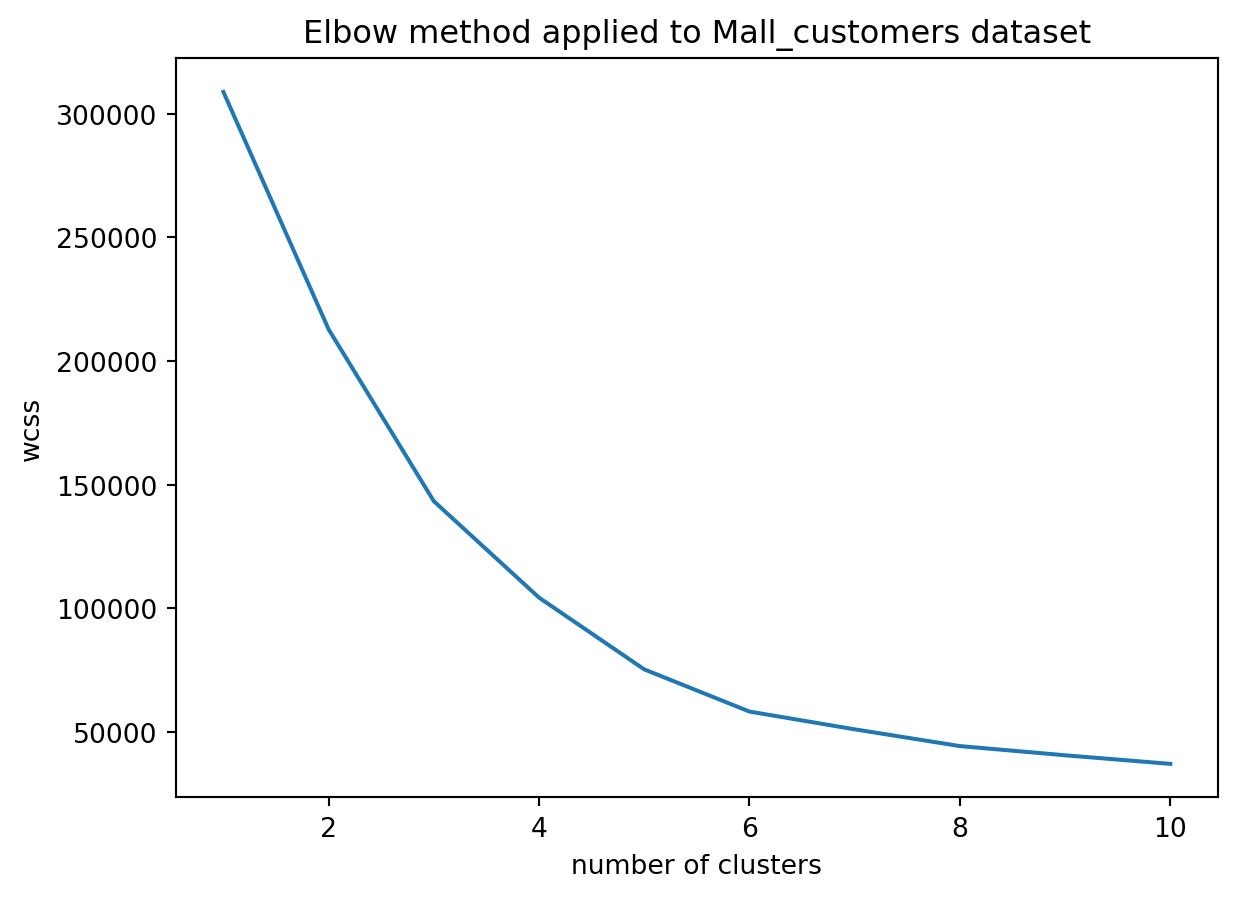 Elbow method applied to Mall_customers dataset
300000
250000
200000
150000
100000
50000
wcss
2 4 6 8 10
number of clusters